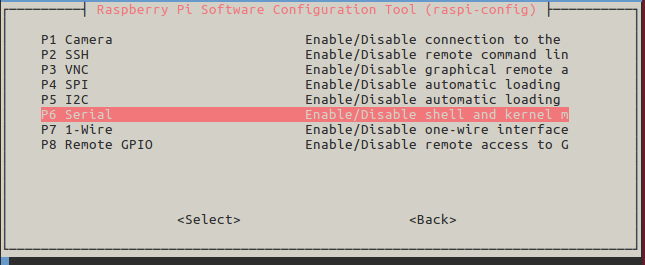 Raspberry Pi Software Configuration Tool (raspi-config)
P1 Camera Enable/Disable connection to the
P2 SSH Enable/Disable remote command lin
P3 VNC Enable/Disable graphical remote a
P4 SPI Enable/Disable automatic loading
P5 I2C Enable/Disable automatic loading
P6 Serial Enable/Disable shell and kernel m
P7 1-Wire Enable/Disable one-wire interface
P8 Remote GPIO Enable/Disable remote access to G
<Select> <Back>